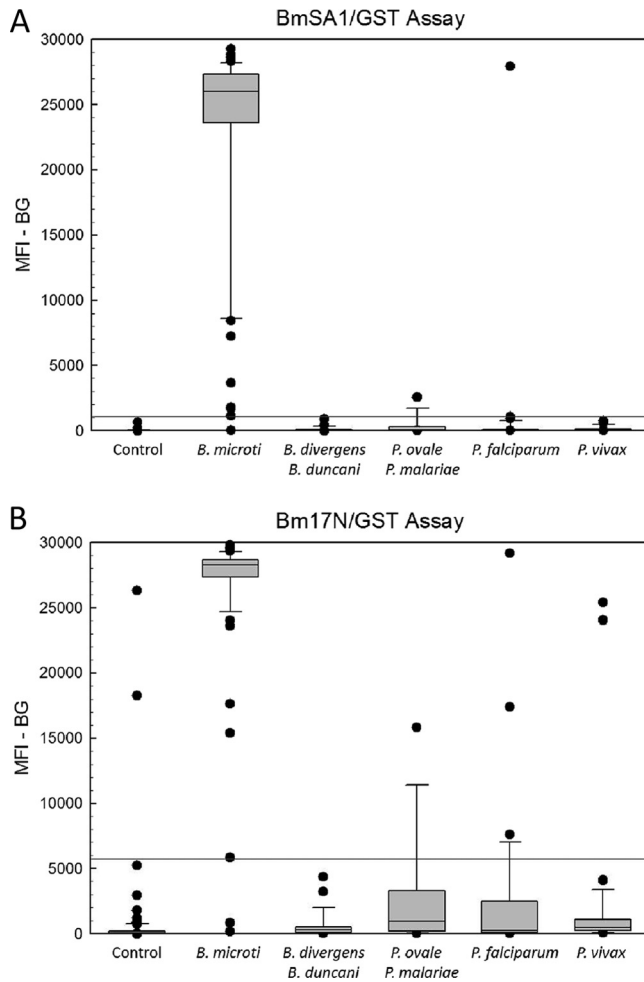 A
BmSA1/GST Assay
30000
25000
20000
15000
10000
5000
0
MFI - BG
Control B. microti B. divergens P. ovale P. falciparum P. vivax
B. duncani P. malariae
B
Bm17N/GST Assay
30000
25000
20000
15000
10000
5000
0
MFI - BG
Control B. microti B. divergens P. ovale P. falciparum P. vivax
B. duncani P. malariae